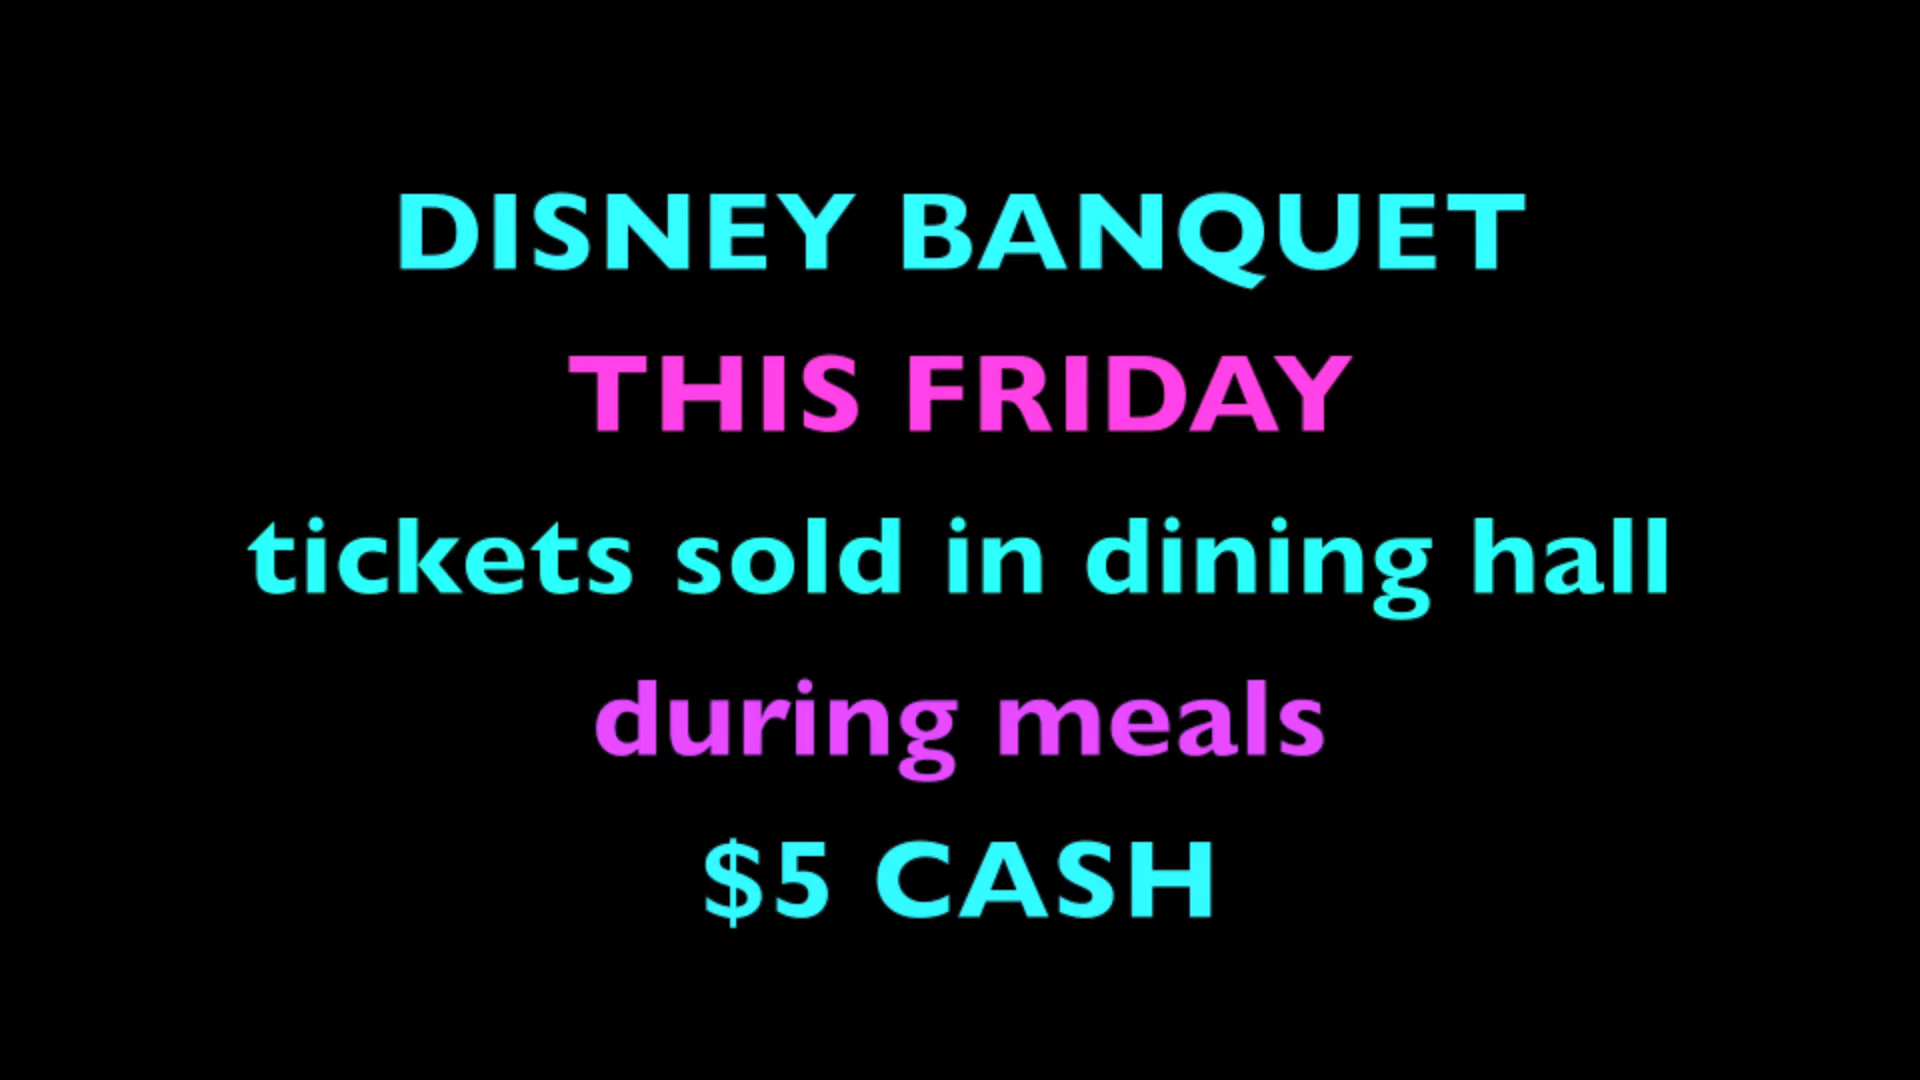 DISNEY BANQUET
THIS FRIDAY
tickets sold in dining hall
during meals
$5 CASH